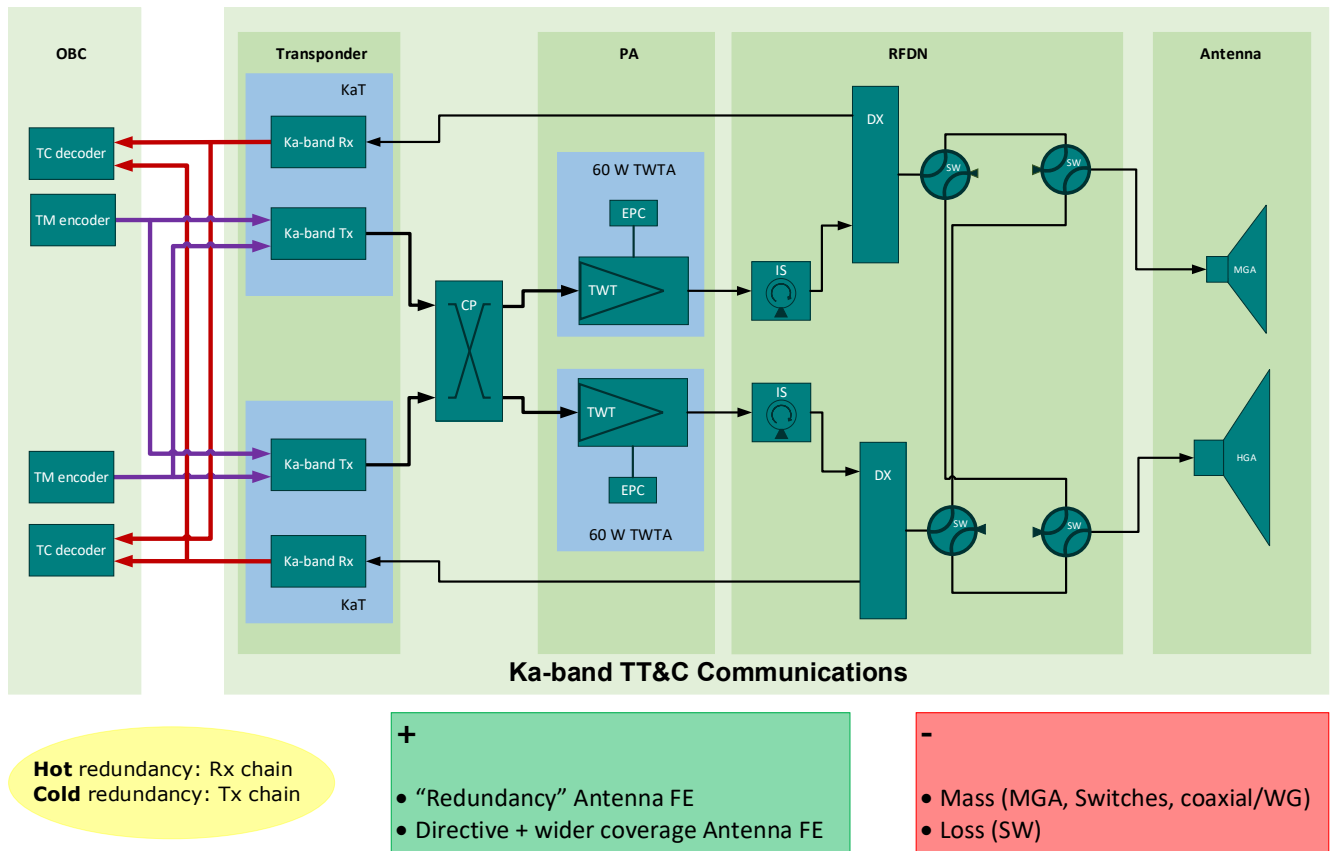 OBC
Transponder
PA
RFDN
Antenna
KaT
DX
Ka-band Rx
TC decoder
60 W TWTA
SW
SW
TM encoder
Ka-band Tx
EPC
IS
MGA
TWT
CP
IS
TWT
Ka-band Tx
HGA
TM encoder
DX
EPC
SW
SW
60 W TWTA
TC decoder
Ka-band Rx
KaT
Ka-band TT&C Communications
Hot redundancy: Rx chain
Cold redundancy: Tx chain
+
• “Redundancy” Antenna FE
• Directive + wider coverage Antenna FE
-
• Mass (MGA, Switches, coaxial/WG)
• Loss (SW)